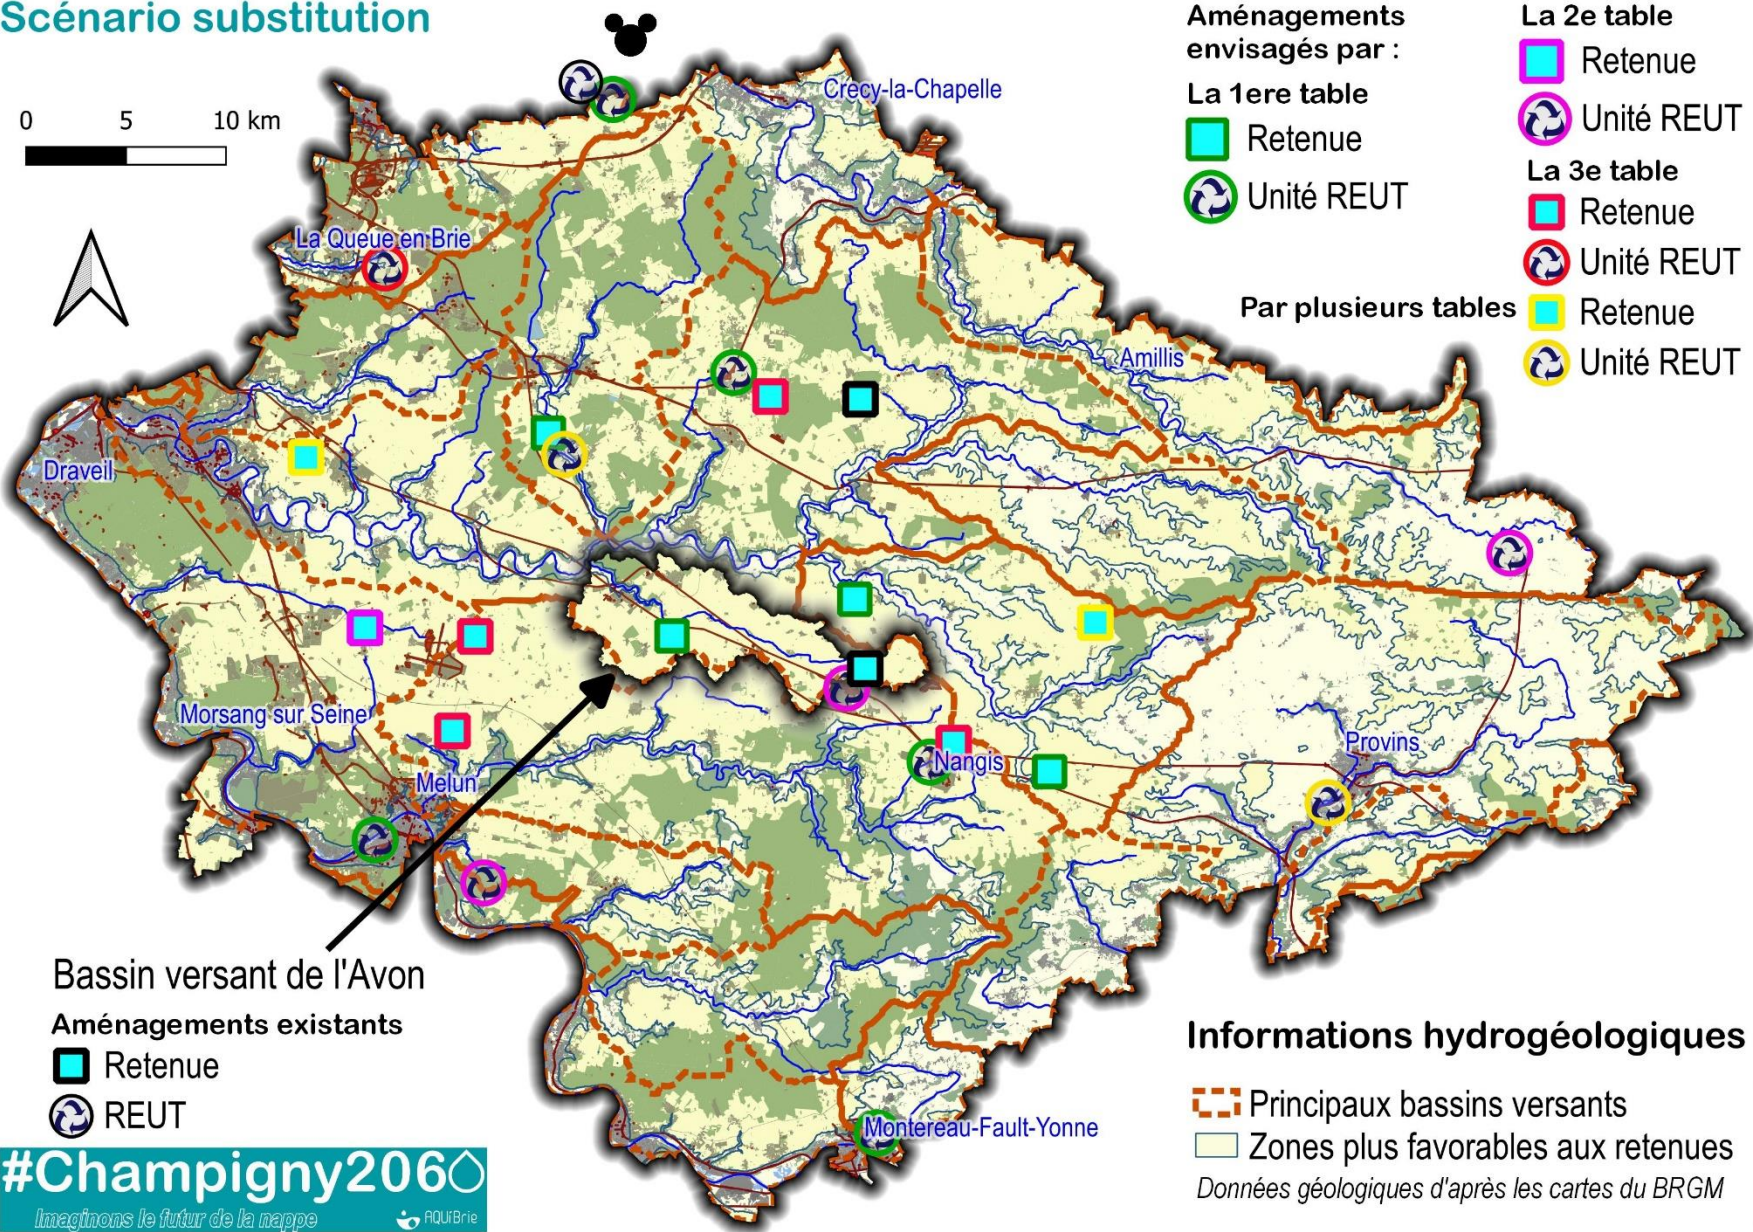 Scénario substitution
0 5 10 km
Aménagements
envisagés par :
La 1ere table
Retenue
Unité REUT
La 2e table
Retenue
Unité REUT
La 3e table
Retenue
Unité REUT
Par plusieurs tables
Retenue
Unité REUT
Crecy-la-Chapelle
La Queue en Brie
Amillis
Draveil
Morsang sur Seine
Melun
Nangis
Provins
Montereau-Fault-Yonne
Bassin versant de l'Avon
Aménagements existants
Retenue
REUT
#Champigny2060
Imaginons le futur de la nappe
AQUIBrie
Informations hydrogéologiques
Principaux bassins versants
Zones plus favorables aux retenues
Données géologiques d'après les cartes du BRGM